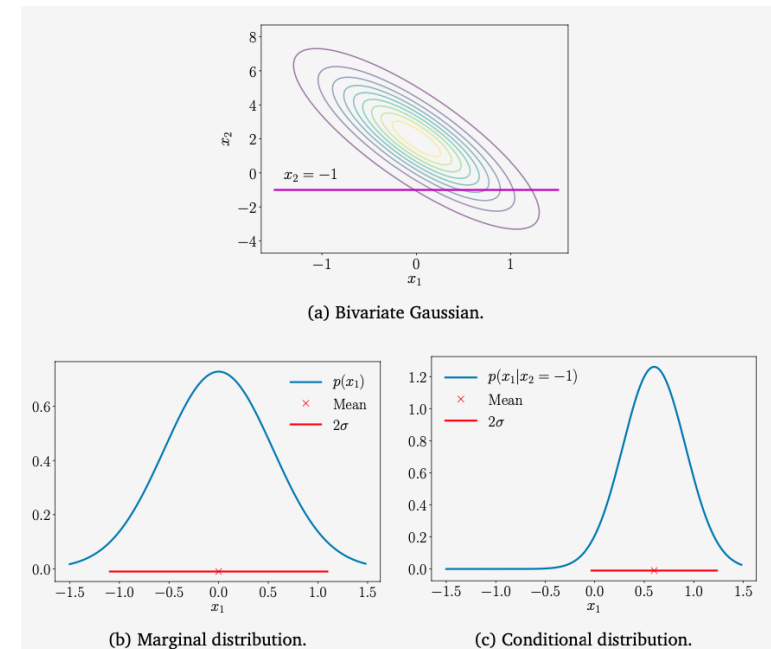 8
6
4
2
0
−2
−4
x₂
x₂ = −1
−1 0 1
x₁
(a) Bivariate Gaussian.
0.6
0.4
0.2
0.0
p(x₁)
Mean
2σ
−1.5 −1.0 −0.5 0.0 0.5 1.0 1.5
x₁
(b) Marginal distribution.
1.2
1.0
0.8
0.6
0.4
0.2
0.0
p(x₁|x₂ = −1)
Mean
2σ
−1.5 −1.0 −0.5 0.0 0.5 1.0 1.5
x₁
(c) Conditional distribution.